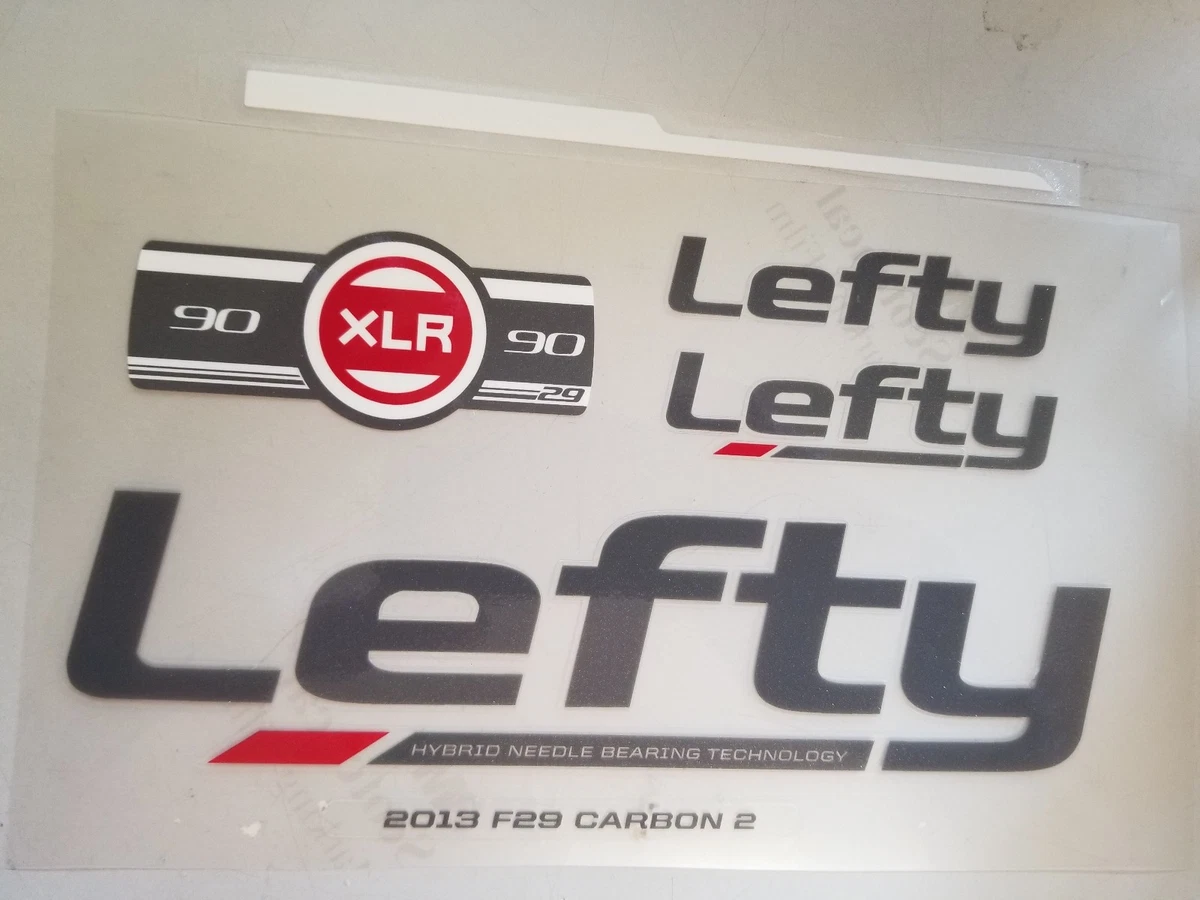 90 XLR 90
29
Lefty
Lefty
Lefty
HYBRID NEEDLE BEARING TECHNOLOGY
2013 F29 CARBON 2